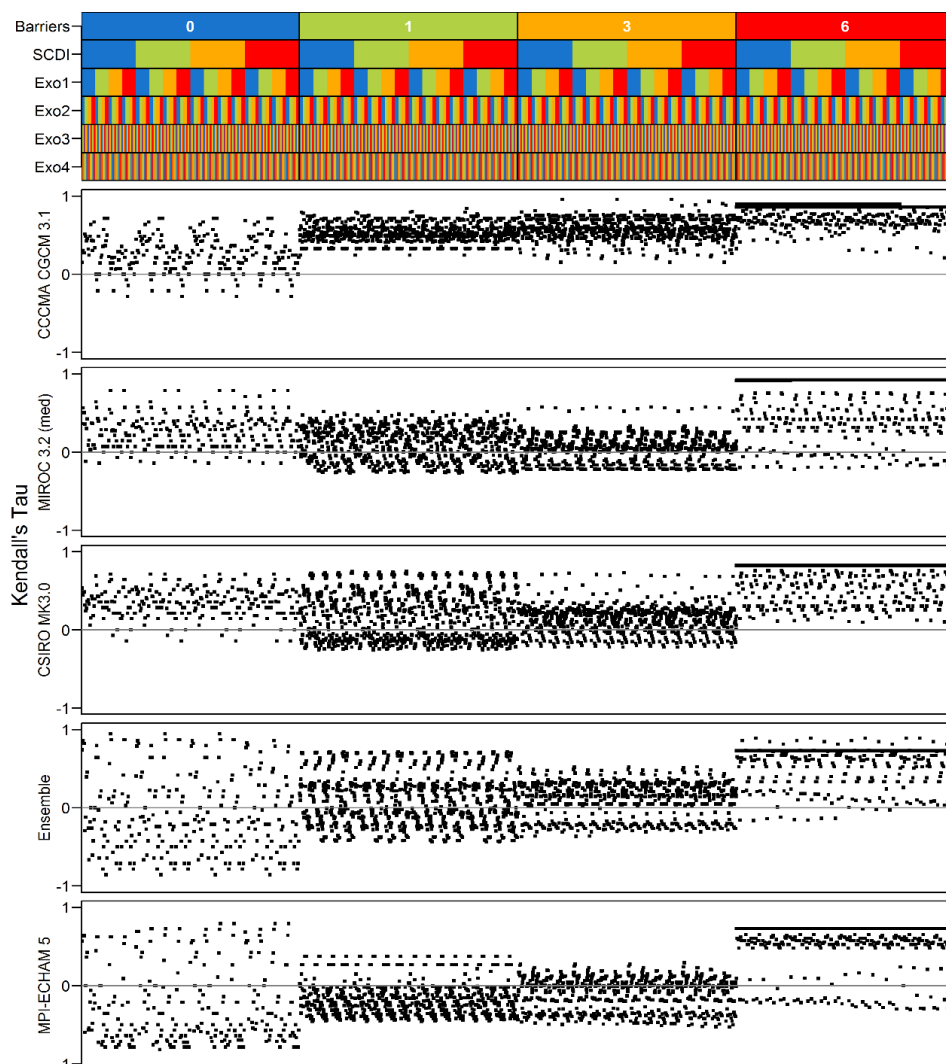 Barriers
0 1 3 6
SCDI
Exo1
Exo2
Exo3
Exo4
Kendall's Tau
CCCMA CGCM 3.1
1
0
-1
MIROC 3.2 (med)
1
0
-1
CSIRO MK3.0
1
0
-1
Ensemble
1
0
-1
MPI-ECHAM 5
1
0
-1